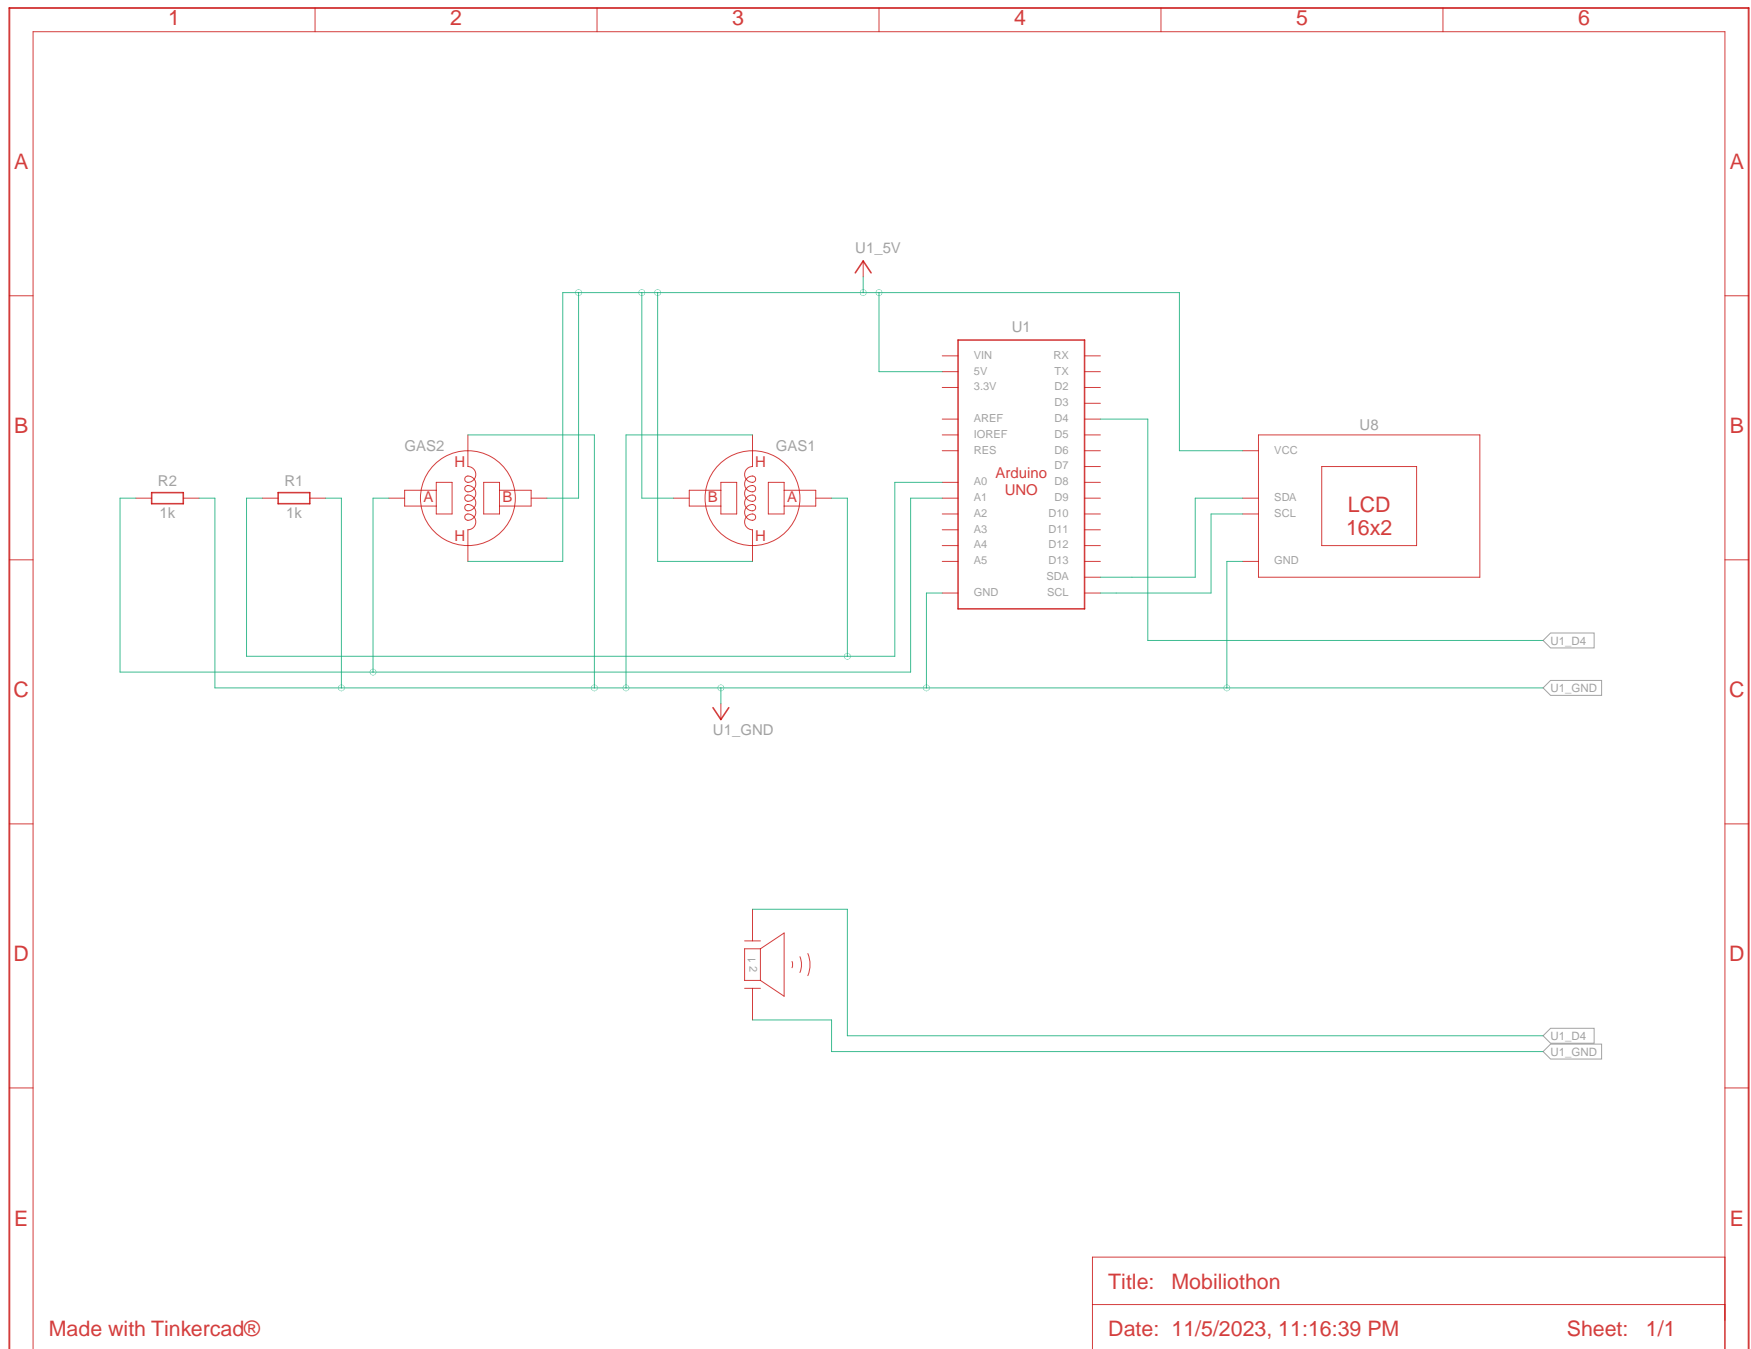 1 2 3 4 5 6
A A
U1_5V
U1
VIN RX
5V TX
3.3V D2
D3
AREF D4
IOREF D5
RES D6
D7
Arduino
UNO
A0 D8
A1 D9
A2 D10
A3 D11
A4 D12
A5 D13
SDA
GND SCL
B B
GAS2
H
A B
H
GAS1
H
B A
H
R2
1k
R1
1k
U8
VCC
SDA
SCL
GND
LCD
16x2
U1_D4
C C
U1_GND
U1_GND
D D
1 2
U1_D4
U1_GND
E E
Title: Mobiliothon
Made with Tinkercad®
Date: 11/5/2023, 11:16:39 PM Sheet: 1/1